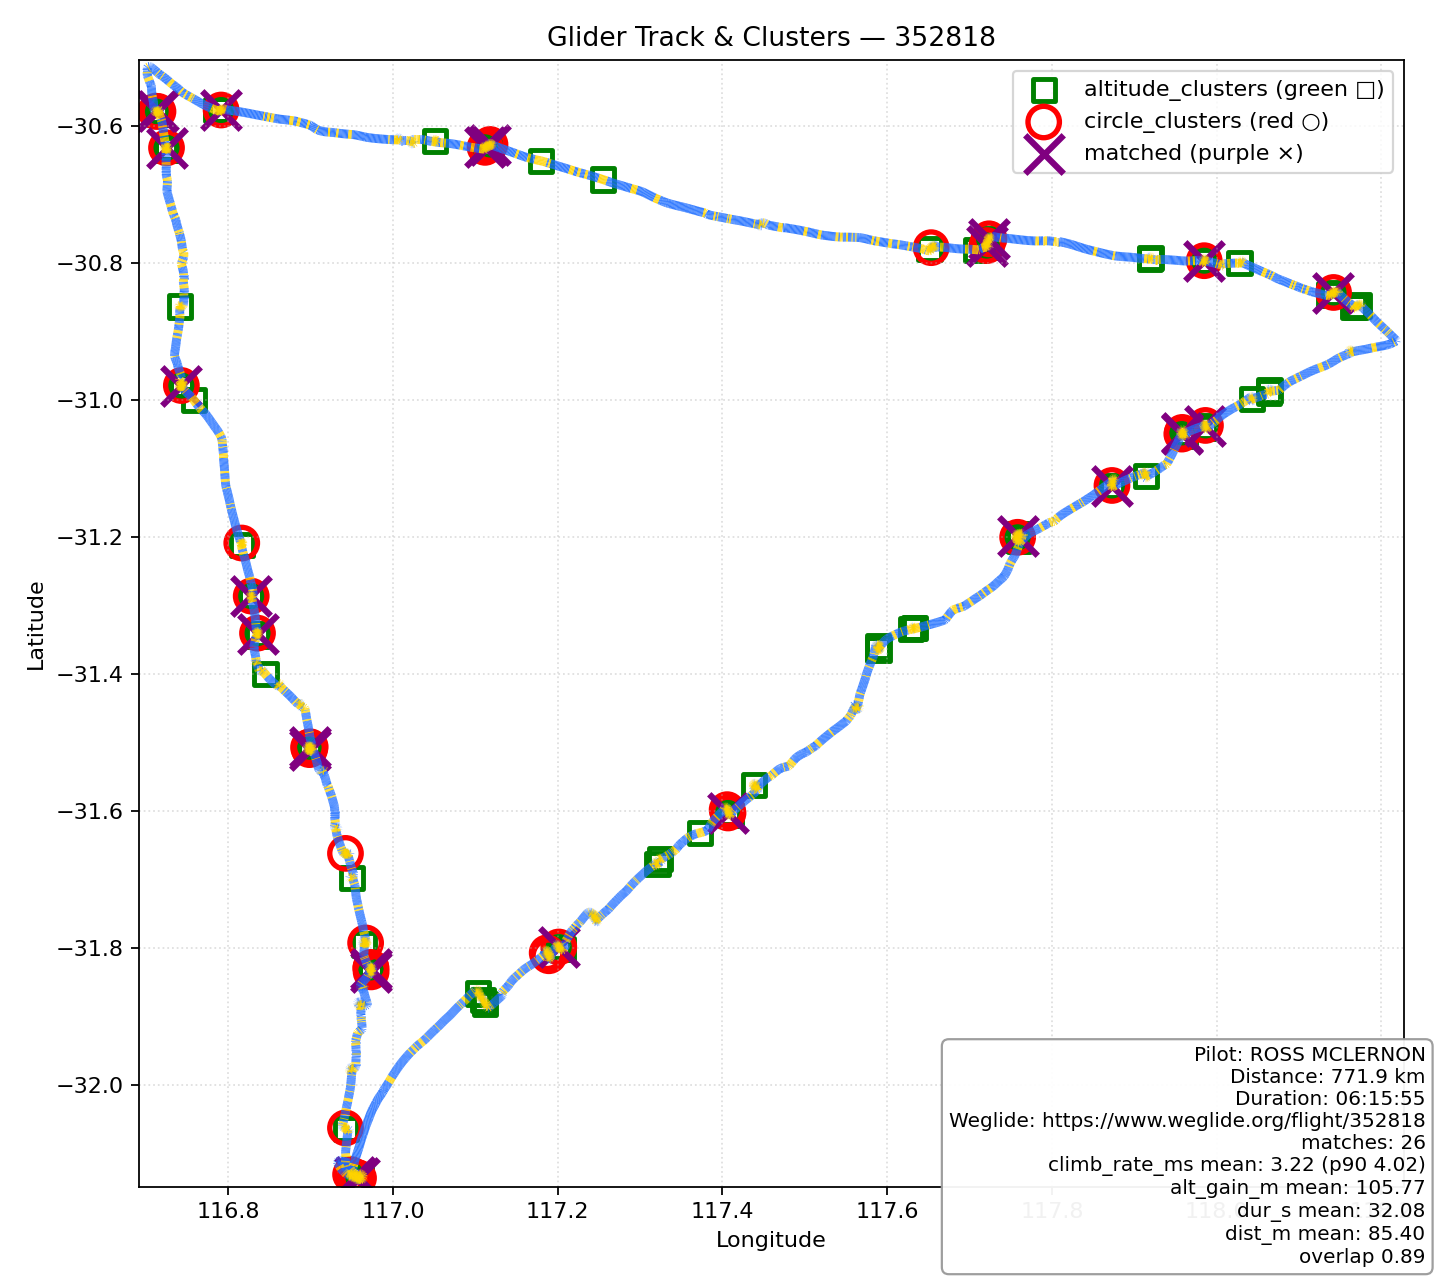 Glider Track & Clusters — 352818
altitude_clusters (green □)
circle_clusters (red ○)
matched (purple ×)
Latitude
−30.6
−30.8
−31.0
−31.2
−31.4
−31.6
−31.8
−32.0
116.8
117.0
117.2
117.4
117.6
117.8
118.0
Longitude
Pilot: ROSS MCLERNON
Distance: 771.9 km
Duration: 06:15:55
Weglide: https://www.weglide.org/flight/352818
matches: 26
climb_rate_ms mean: 3.22 (p90 4.02)
alt_gain_m mean: 105.77
dur_s mean: 32.08
dist_m mean: 85.40
overlap 0.89